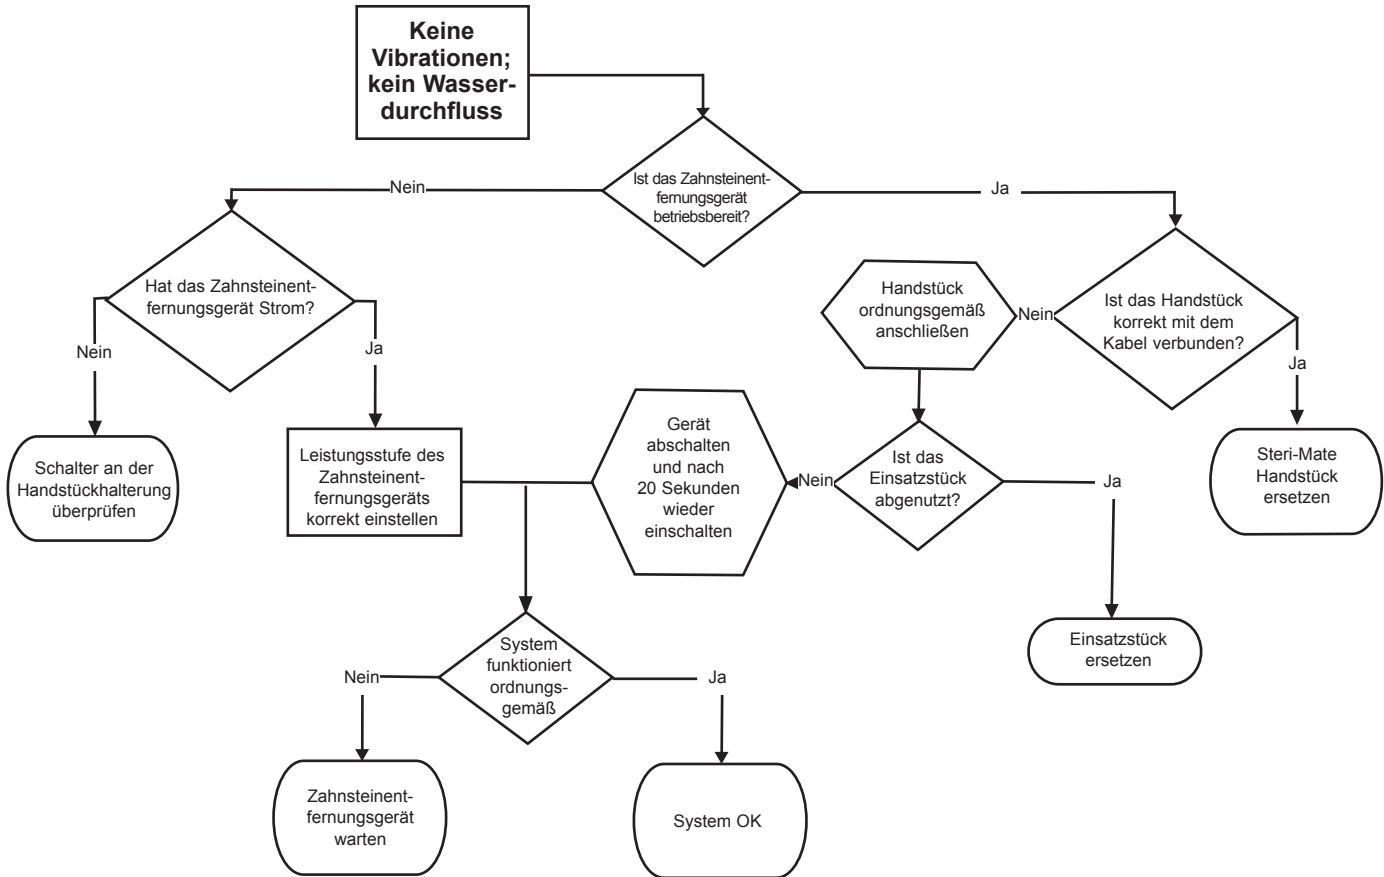 Keine
Vibrationen;
kein Wasser-
durchfluss
Ist das Zahnsteinent-
fernungsgerät
betriebsbereit?
Nein
Ja
Hat das Zahnsteinent-
fernungsgerät Strom?
Handstück
ordnungsgemäß
anschließen
Nein
Ist das Handstück
korrekt mit dem
Kabel verbunden?
Nein
Ja
Ja
Schalter an der
Handstückhalterung
überprüfen
Leistungsstufe des
Zahnsteinent-
fernungsgeräts
korrekt einstellen
Gerät
abschalten
und nach
20 Sekunden
wieder
einschalten
Nein
Ist das
Einsatzstück
abgenutzt?
Ja
Steri-Mate
Handstück
ersetzen
Einsatzstück
ersetzen
System
funktioniert
ordnungs-
gemäß
Nein
Ja
Zahnsteinent-
fernungsgerät
warten
System OK